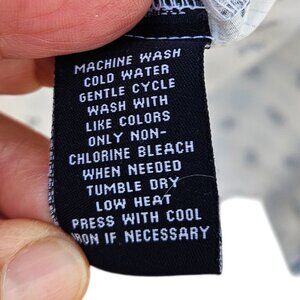 MACHINE WASH
COLD WATER
GENTLE CYCLE
WASH WITH
LIKE COLORS
ONLY NON-
CHLORINE BLEACH
WHEN NEEDED
TUMBLE DRY
LOW HEAT
PRESS WITH COOL
IRON IF NECESSARY